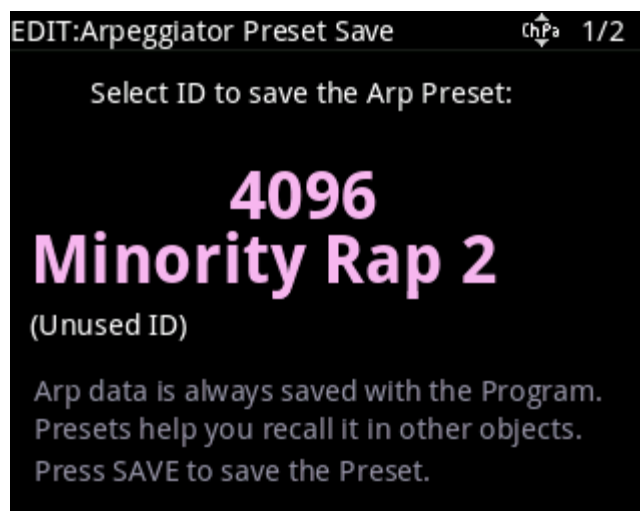 EDIT:Arpeggiator Preset Save ChPa 1/2
Select ID to save the Arp Preset:
4096
Minority Rap 2
(Unused ID)
Arp data is always saved with the Program.
Presets help you recall it in other objects.
Press SAVE to save the Preset.